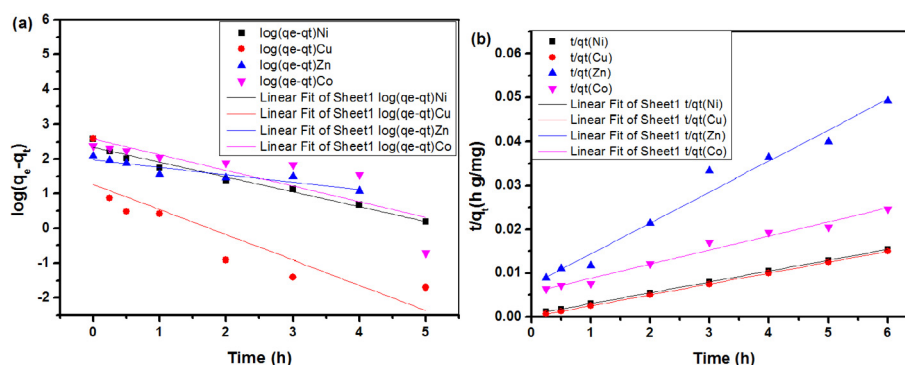 (a)
log(qe-qt)Ni
log(qe-qt)Cu
log(qe-qt)Zn
log(qe-qt)Co
Linear Fit of Sheet1 log(qe-qt)Ni
Linear Fit of Sheet1 log(qe-qt)Cu
Linear Fit of Sheet1 log(qe-qt)Zn
Linear Fit of Sheet1 log(qe-qt)Co
log(qe-qt)
6
5
4
3
2
1
0
-1
-2
0 1 2 3 4 5
Time (h)
(b)
t/qt(Ni)
t/qt(Cu)
t/qt(Zn)
t/qt(Co)
Linear Fit of Sheet1 t/qt(Ni)
Linear Fit of Sheet1 t/qt(Cu)
Linear Fit of Sheet1 t/qt(Zn)
Linear Fit of Sheet1 t/qt(Co)
t/qt(h g/mg)
0.06
0.05
0.04
0.03
0.02
0.01
0.00
0 1 2 3 4 5 6
Time (h)